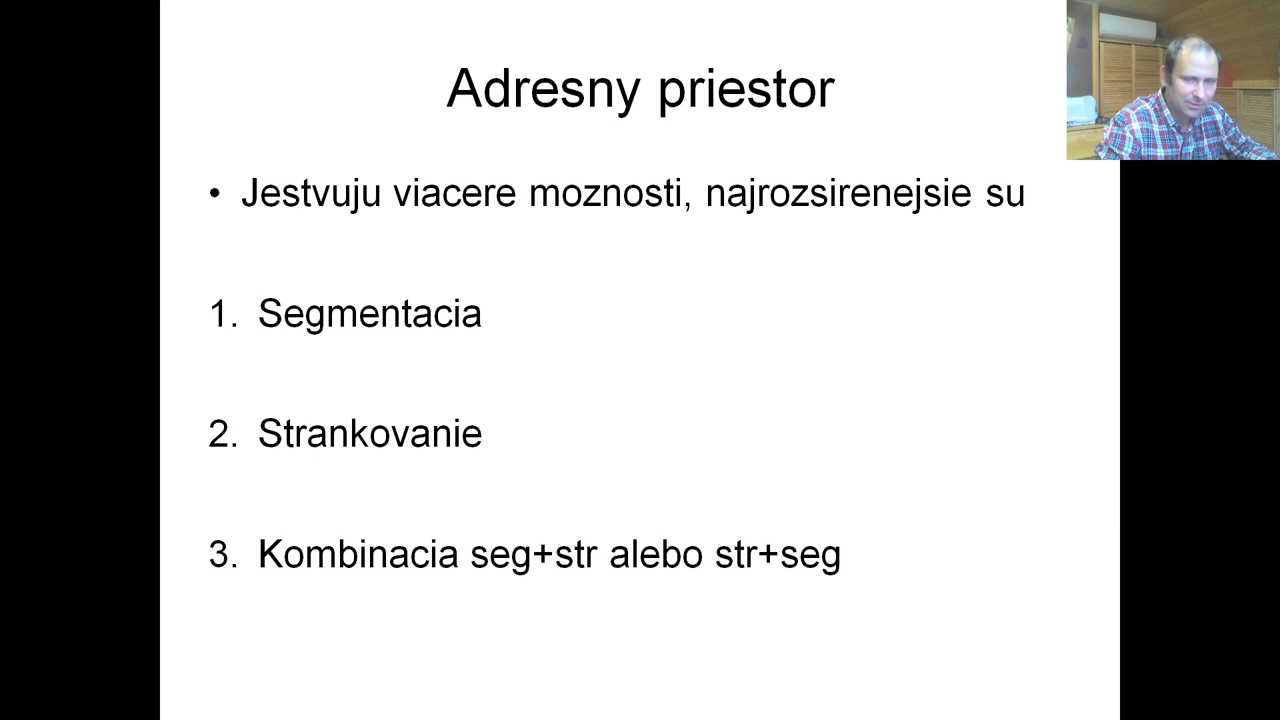 Adresny priestor
• Jestvuju viacere moznosti, najrozsirenejsie su
1. Segmentacia
2. Strankovanie
3. Kombinacia seg+str alebo str+seg